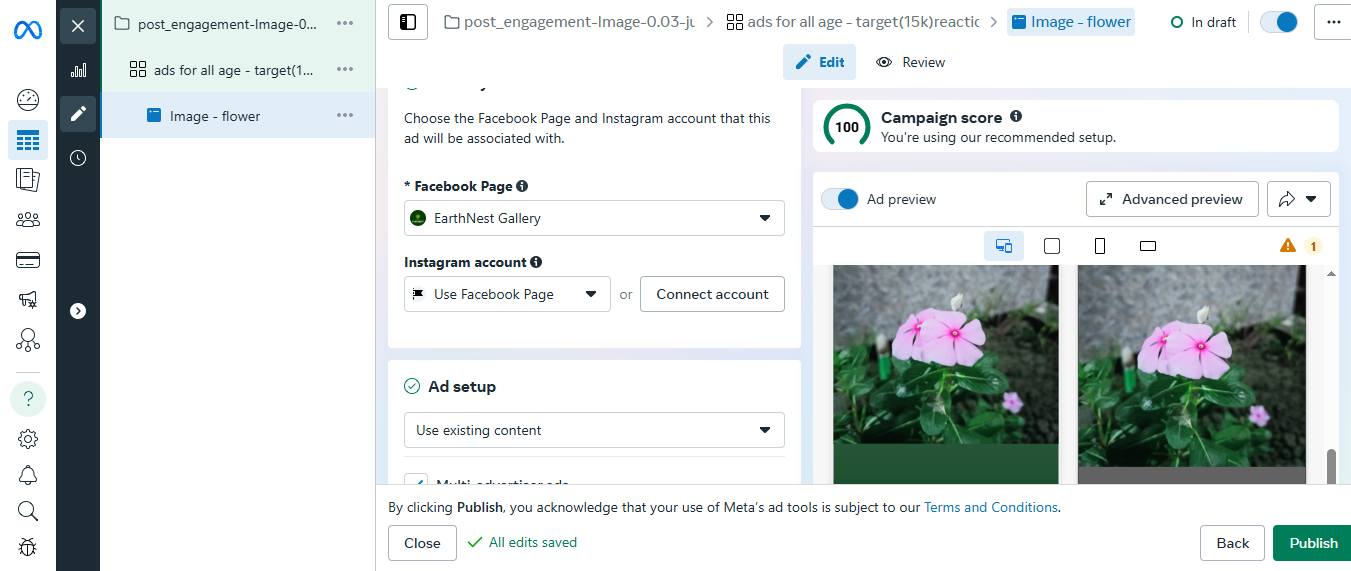 post_engagement-Image-0...
ads for all age - target(1...
Image - flower
post_engagement-Image-0.03-ju
ads for all age - target(15k)reactic
Image - flower
In draft
Edit
Review
Choose the Facebook Page and Instagram account that this
ad will be associated with.
* Facebook Page
EarthNest Gallery
Instagram account
Use Facebook Page
or
Connect account
Ad setup
Use existing content
Multi-advertiser ads
100
Campaign score
You're using our recommended setup.
Ad preview
Advanced preview
1
By clicking Publish, you acknowledge that your use of Meta's ad tools is subject to our Terms and Conditions.
Close
All edits saved
Back
Publish